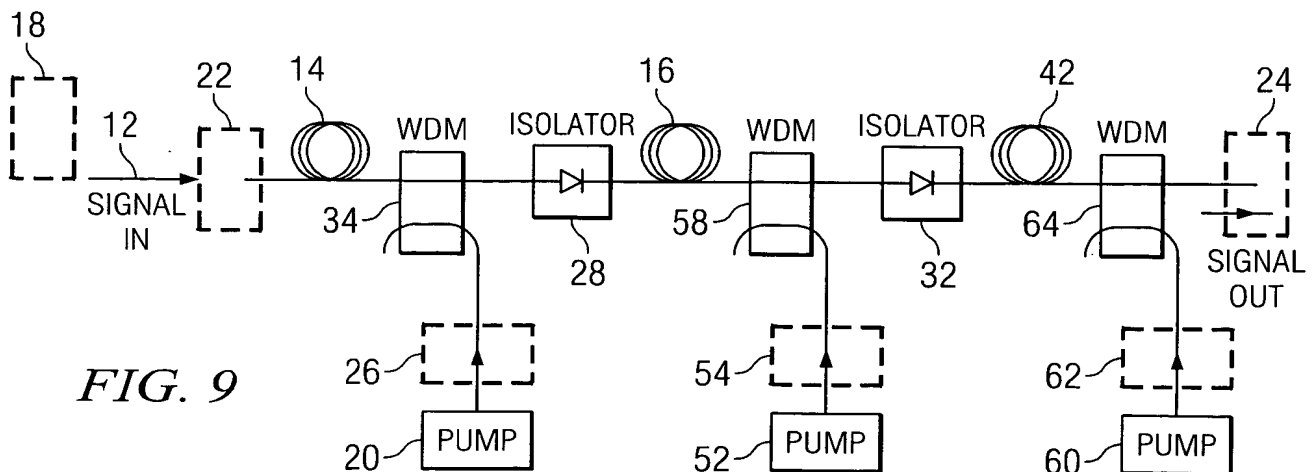 18
12
SIGNAL
IN
22
14
WDM
34
ISOLATOR
28
16
WDM
58
ISOLATOR
32
42
WDM
64
24
SIGNAL
OUT
26
54
62
FIG. 9
20
PUMP
52
PUMP
60
PUMP